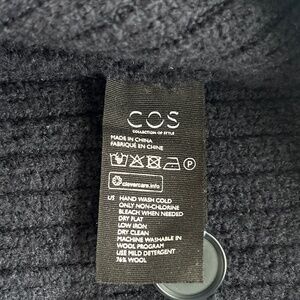 COS
COLLECTION OF STYLE
MADE IN CHINA
FABRIQUÉ EN CHINE
P
clevercare.info
US HAND WASH COLD
ONLY NON-CHLORINE
BLEACH WHEN NEEDED
DRY FLAT
LOW IRON
DRY CLEAN
MACHINE WASHABLE IN
WOOL PROGRAM
USE MILD DETERGENT
76% WOOL